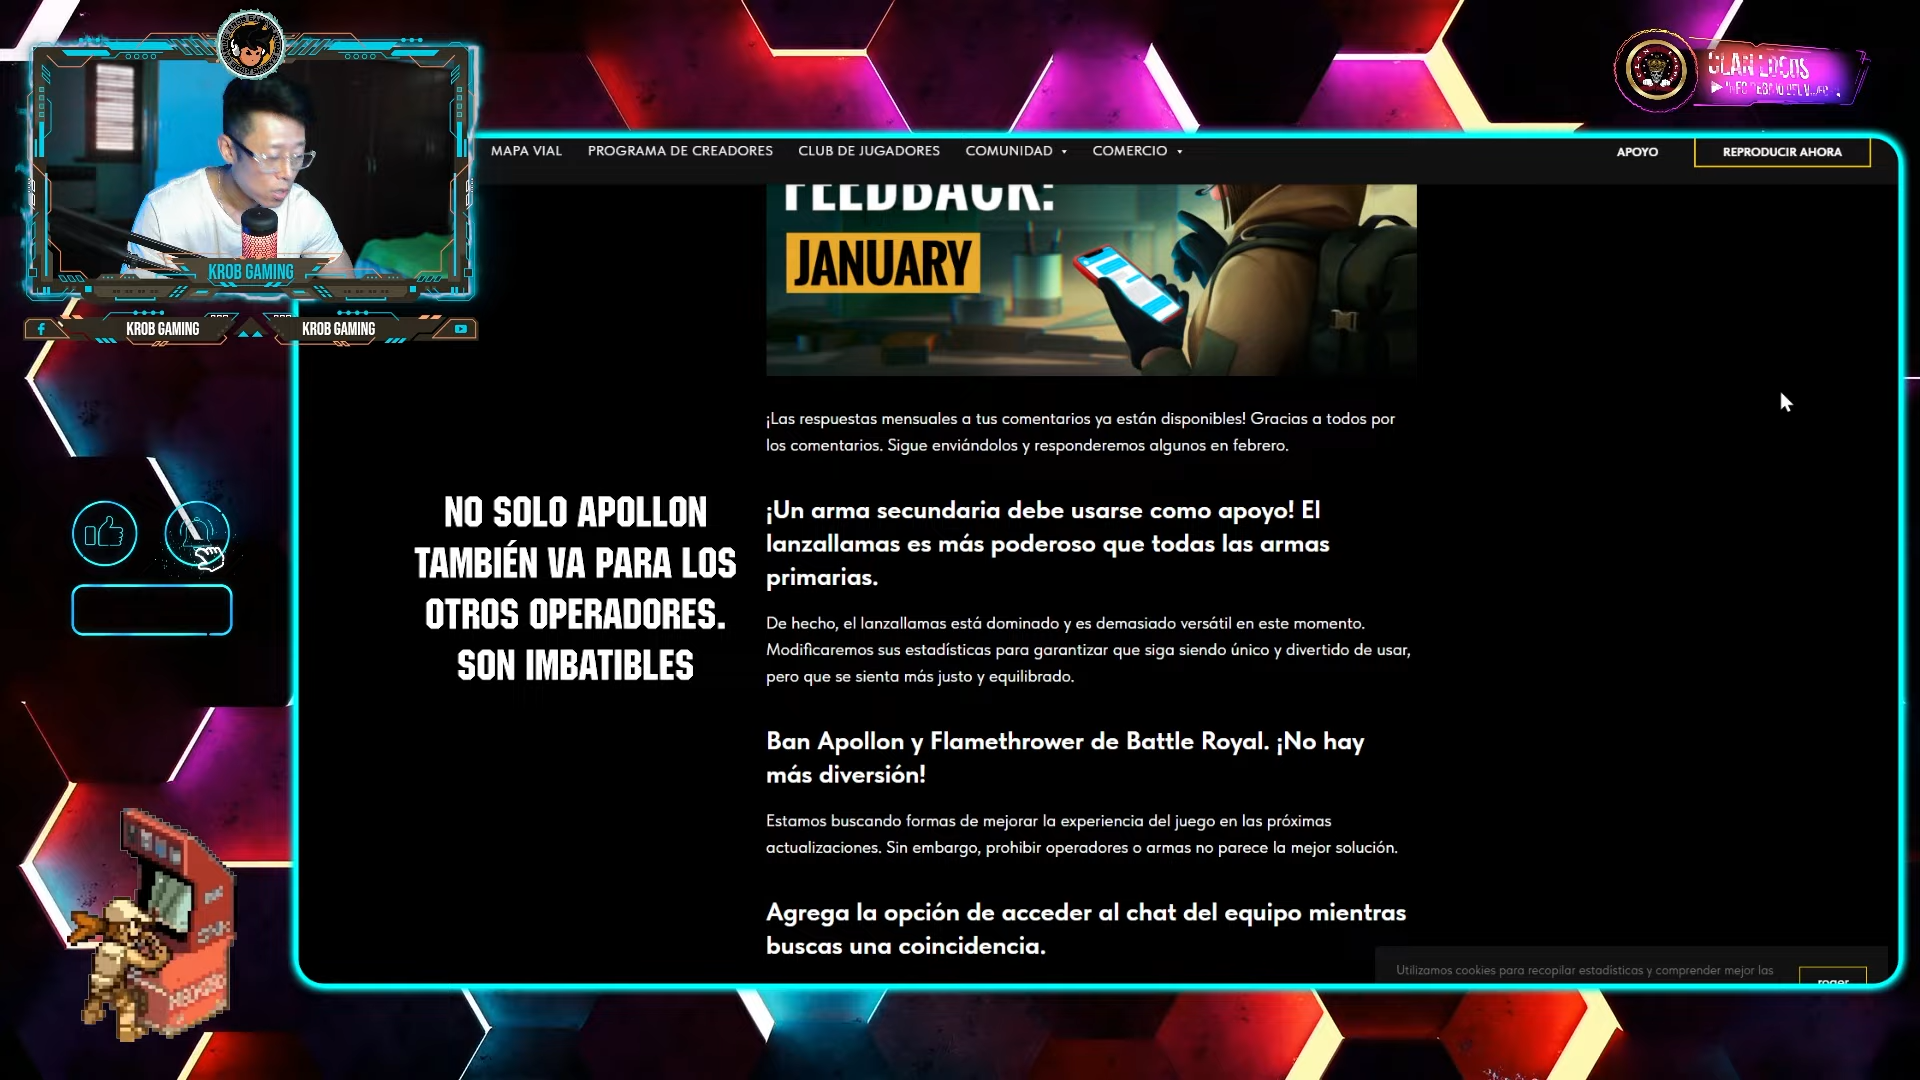 KROB GAMING
KROB GAMING
KROB GAMING
CLAN LOCOS
MAPA VIAL
PROGRAMA DE CREADORES
CLUB DE JUGADORES
COMUNIDAD
COMERCIO
APOYO
REPRODUCIR AHORA
FEEDBACK:
JANUARY
¡Las respuestas mensuales a tus comentarios ya están disponibles! Gracias a todos por
los comentarios. Sigue enviándolos y responderemos algunos en febrero.
NO SOLO APOLLON
TAMBIÉN VA PARA LOS
OTROS OPERADORES.
SON IMBATIBLES
¡Un arma secundaria debe usarse como apoyo! El
lanzallamas es más poderoso que todas las armas
primarias.
De hecho, el lanzallamas está dominado y es demasiado versátil en este momento.
Modificaremos sus estadísticas para garantizar que siga siendo único y divertido de usar,
pero que se sienta más justo y equilibrado.
Ban Apollon y Flamethrower de Battle Royal. ¡No hay
más diversión!
Estamos buscando formas de mejorar la experiencia del juego en las próximas
actualizaciones. Sin embargo, prohibir operadores o armas no parece la mejor solución.
Agrega la opción de acceder al chat del equipo mientras
buscas una coincidencia.
Utilizamos cookies para recopilar estadísticas y comprender mejor las
roger